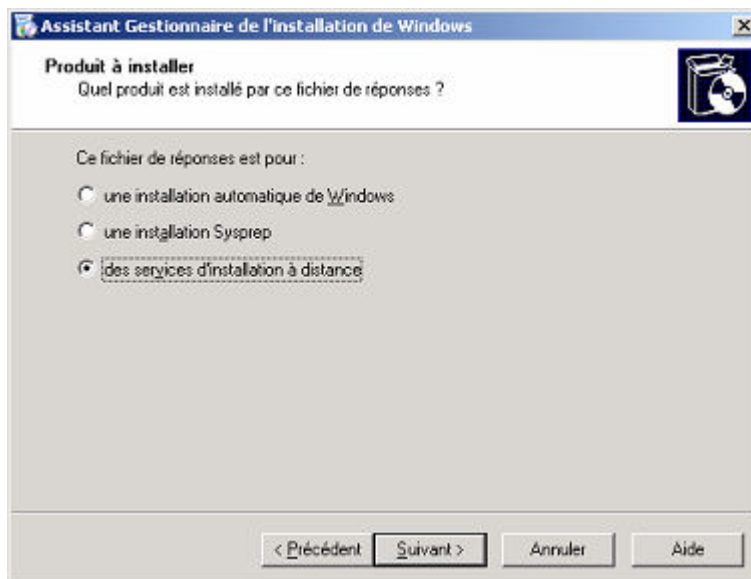 Assistant Gestionnaire de l'installation de Windows
Produit à installer
Quel produit est installé par ce fichier de réponses ?
Ce fichier de réponses est pour :
une installation automatique de Windows
une installation Sysprep
des services d'installation à distance
< Précédent
Suivant >
Annuler
Aide